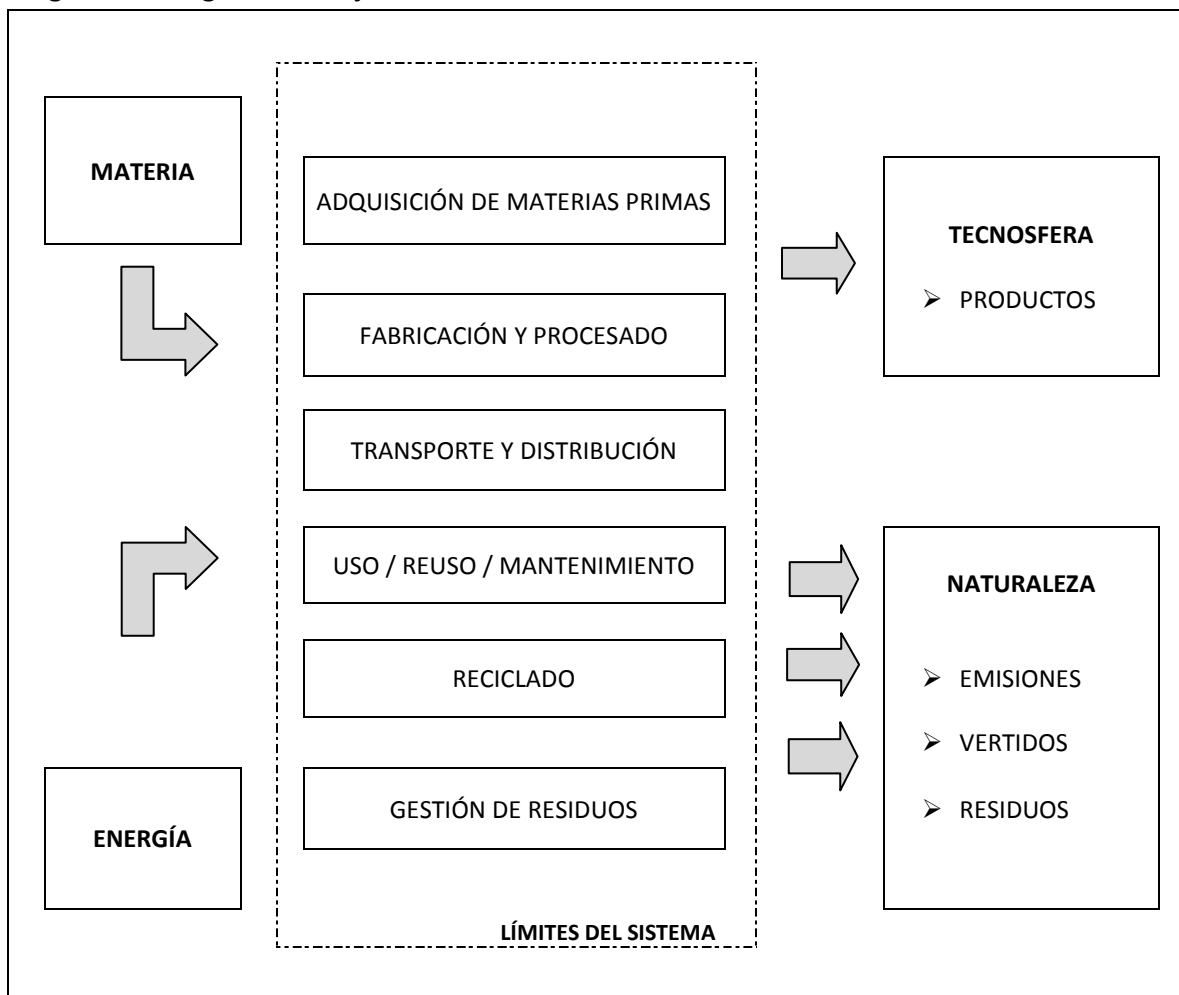 MATERIA
ADQUISICIÓN DE MATERIAS PRIMAS
FABRICACIÓN Y PROCESADO
TRANSPORTE Y DISTRIBUCIÓN
USO / REUSO / MANTENIMIENTO
RECICLADO
GESTIÓN DE RESIDUOS
ENERGÍA
LÍMITES DEL SISTEMA
TECNOSFERA
➢ PRODUCTOS
NATURALEZA
➢ EMISIONES
➢ VERTIDOS
➢ RESIDUOS